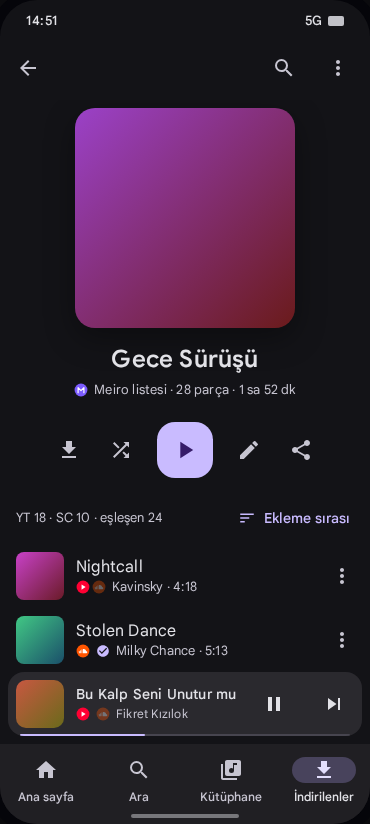 14:51
5G
Gece Sürüşü
Meiro listesi · 28 parça · 1 sa 52 dk
YT 18 · SC 10 · eşleşen 24
Ekleme sırası
Nightcall
Kavinsky · 4:18
Stolen Dance
Milky Chance · 5:13
Bu Kalp Seni Unutur mu
Fikret Kızılok
Ana sayfa
Ara
Kütüphane
İndirilenler